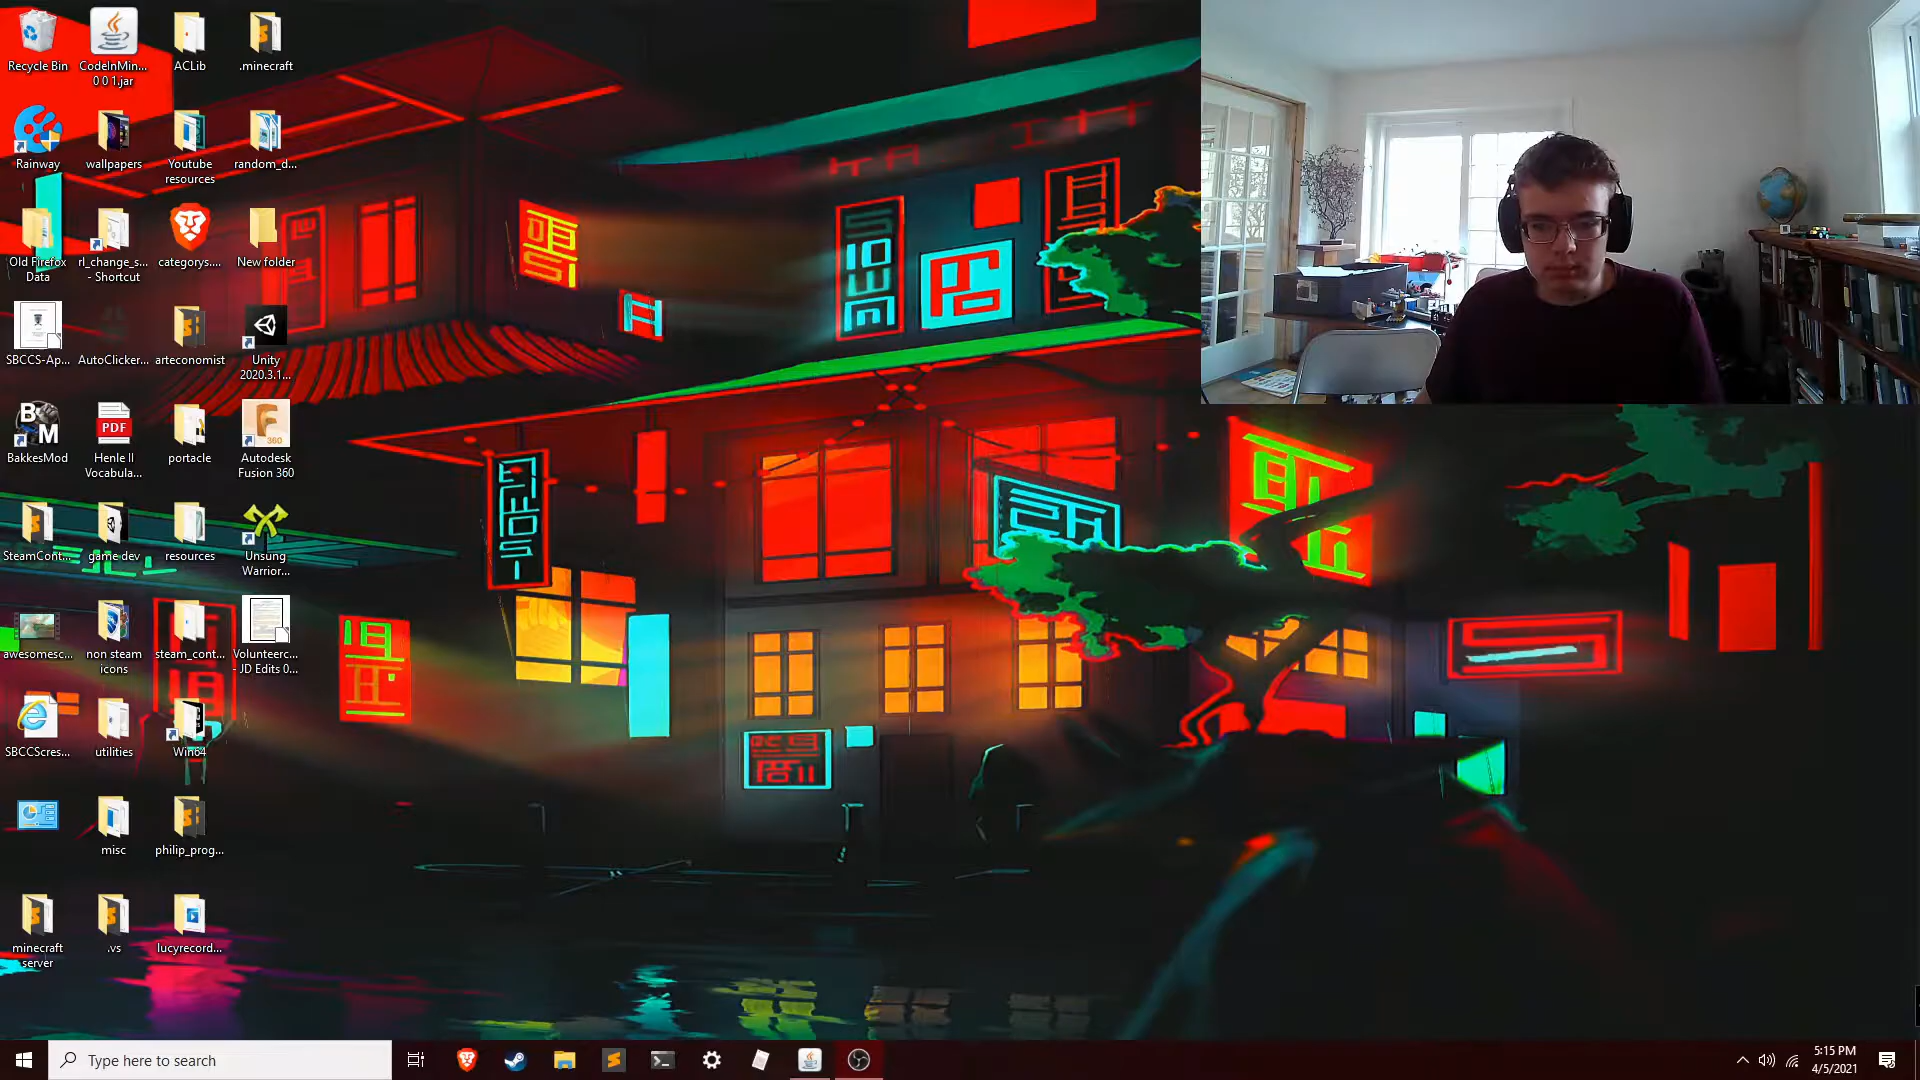 Recycle Bin
CodeInMin...
0 0 1.jar
ACLib
.minecraft
Rainway
wallpapers
Youtube
resources
random_d...
Old Firefox
Data
rl_change_s...
- Shortcut
categorys....
New folder
SBCCS-Ap...
AutoClicker...
arteconomist
Unity
2020.3.1...
B
M
BakkesMod
PDF
Henle II
Vocabula...
portacle
360
Autodesk
Fusion 360
SteamCont...
game dev
resources
Unsung
Warrior...
awesomesc...
non steam
icons
steam_cont...
Volunteerc...
- JD Edits 0...
SBCCScres...
utilities
Win64
misc
philip_prog...
minecraft
server
.vs
lucyrecord...
Type here to search
5:15 PM
4/5/2021